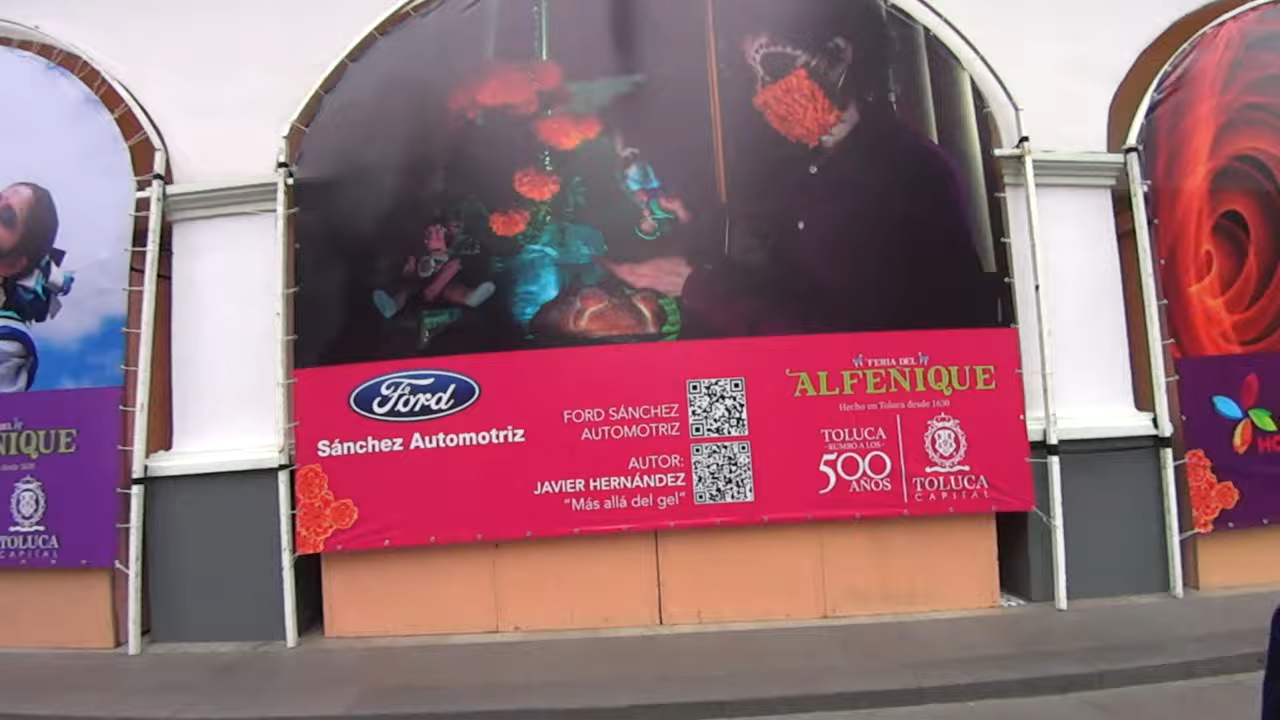 NIQUE
TOLUCA
CAPITAL
Ford
Sánchez Automotriz
FORD SÁNCHEZ
AUTOMOTRIZ
AUTOR:
JAVIER HERNÁNDEZ
"Más allá del gel"
FERIA DEL
ALFEÑIQUE
Hecho en Toluca desde 1630
TOLUCA
RUMBO A LOS
500
AÑOS
TOLUCA
CAPITAL